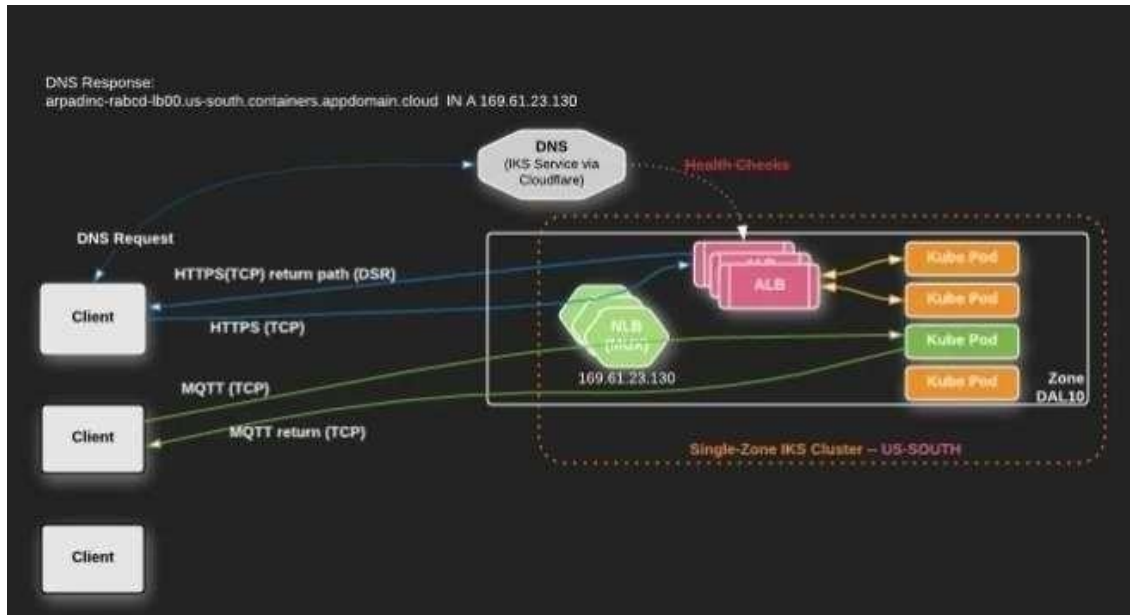 DNS Response:
arpadinc-rabcd-lb00.us-south.containers.appdomain.cloud IN A 169.61.23.130
DNS
(IKS Service via
Cloudflare)
Health Checks
DNS Request
HTTPS(TCP) return path (DSR)
Client
HTTPS (TCP)
ALB
ALB
Kube Pod
Kube Pod
NLB
(MUX)
Kube Pod
169.61.23.130
Kube Pod
Zone
DAL10
MQTT (TCP)
Client
MQTT return (TCP)
Single-Zone IKS Cluster -- US-SOUTH
Client